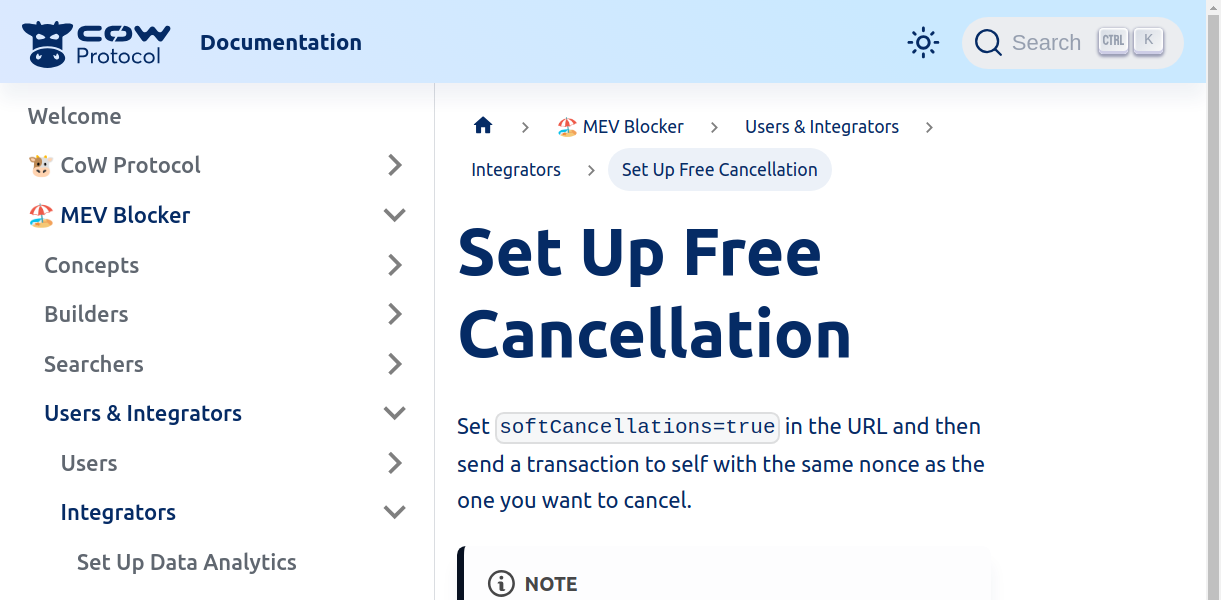 COW Protocol
Documentation
Search
CTRL K
Welcome
CoW Protocol
MEV Blocker
Concepts
Builders
Searchers
Users & Integrators
Users
Integrators
Set Up Data Analytics
MEV Blocker
Users & Integrators
Integrators
Set Up Free Cancellation
Set Up Free
Cancellation
Set softCancellations=true in the URL and then
send a transaction to self with the same nonce as the
one you want to cancel.
NOTE